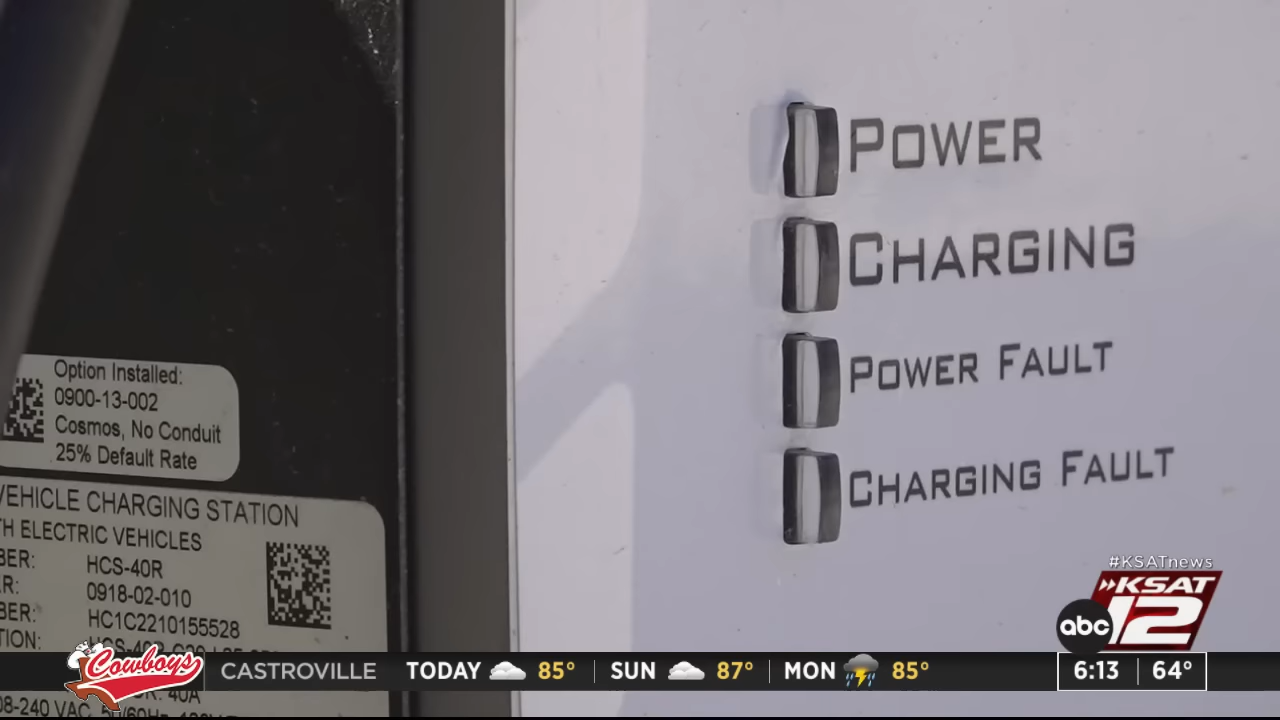 POWER
CHARGING
POWER FAULT
CHARGING FAULT
Option Installed:
0900-13-002
Cosmos, No Conduit
25% Default Rate
VEHICLE CHARGING STATION
ELECTRIC VEHICLES
HCS-40R
0918-02-010
HC1C2210155528
40A
#KSATnews
KSAT
abc 12
Cowboys CASTROVILLE TODAY 85° SUN 87° MON 85° 6:13 64°